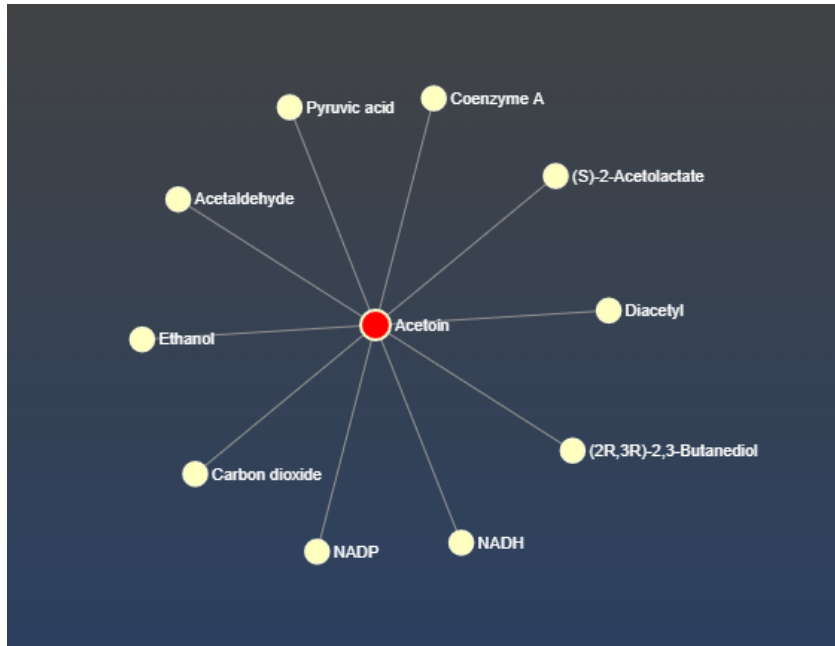 Coenzyme A
Pyruvic acid
(S)-2-Acetolactate
Acetaldehyde
Diacetyl
Acetoin
Ethanol
(2R,3R)-2,3-Butanediol
Carbon dioxide
NADH
NADP